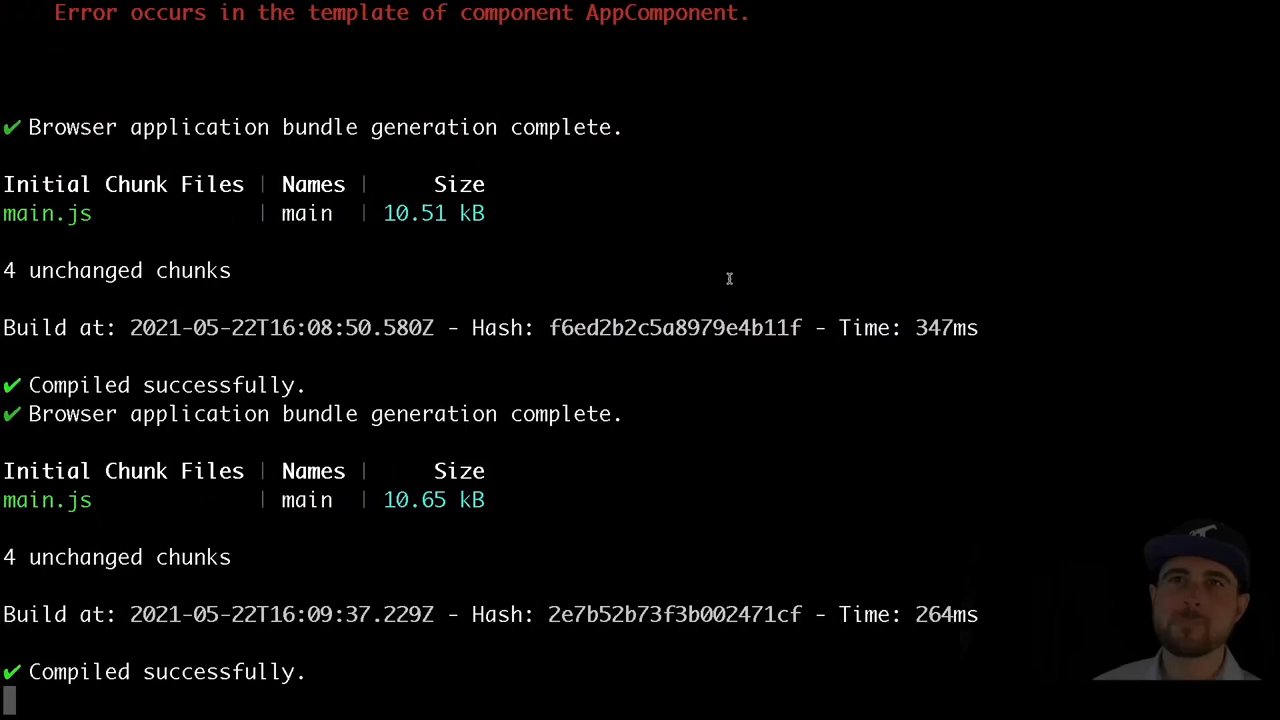 Error occurs in the template of component AppComponent.
✔ Browser application bundle generation complete.
Initial Chunk Files | Names | Size
main.js | main | 10.51 kB
4 unchanged chunks
Build at: 2021-05-22T16:08:50.580Z - Hash: f6ed2b2c5a8979e4b11f - Time: 347ms
✔ Compiled successfully.
✔ Browser application bundle generation complete.
Initial Chunk Files | Names | Size
main.js | main | 10.65 kB
4 unchanged chunks
Build at: 2021-05-22T16:09:37.229Z - Hash: 2e7b52b73f3b002471cf - Time: 264ms
✔ Compiled successfully.